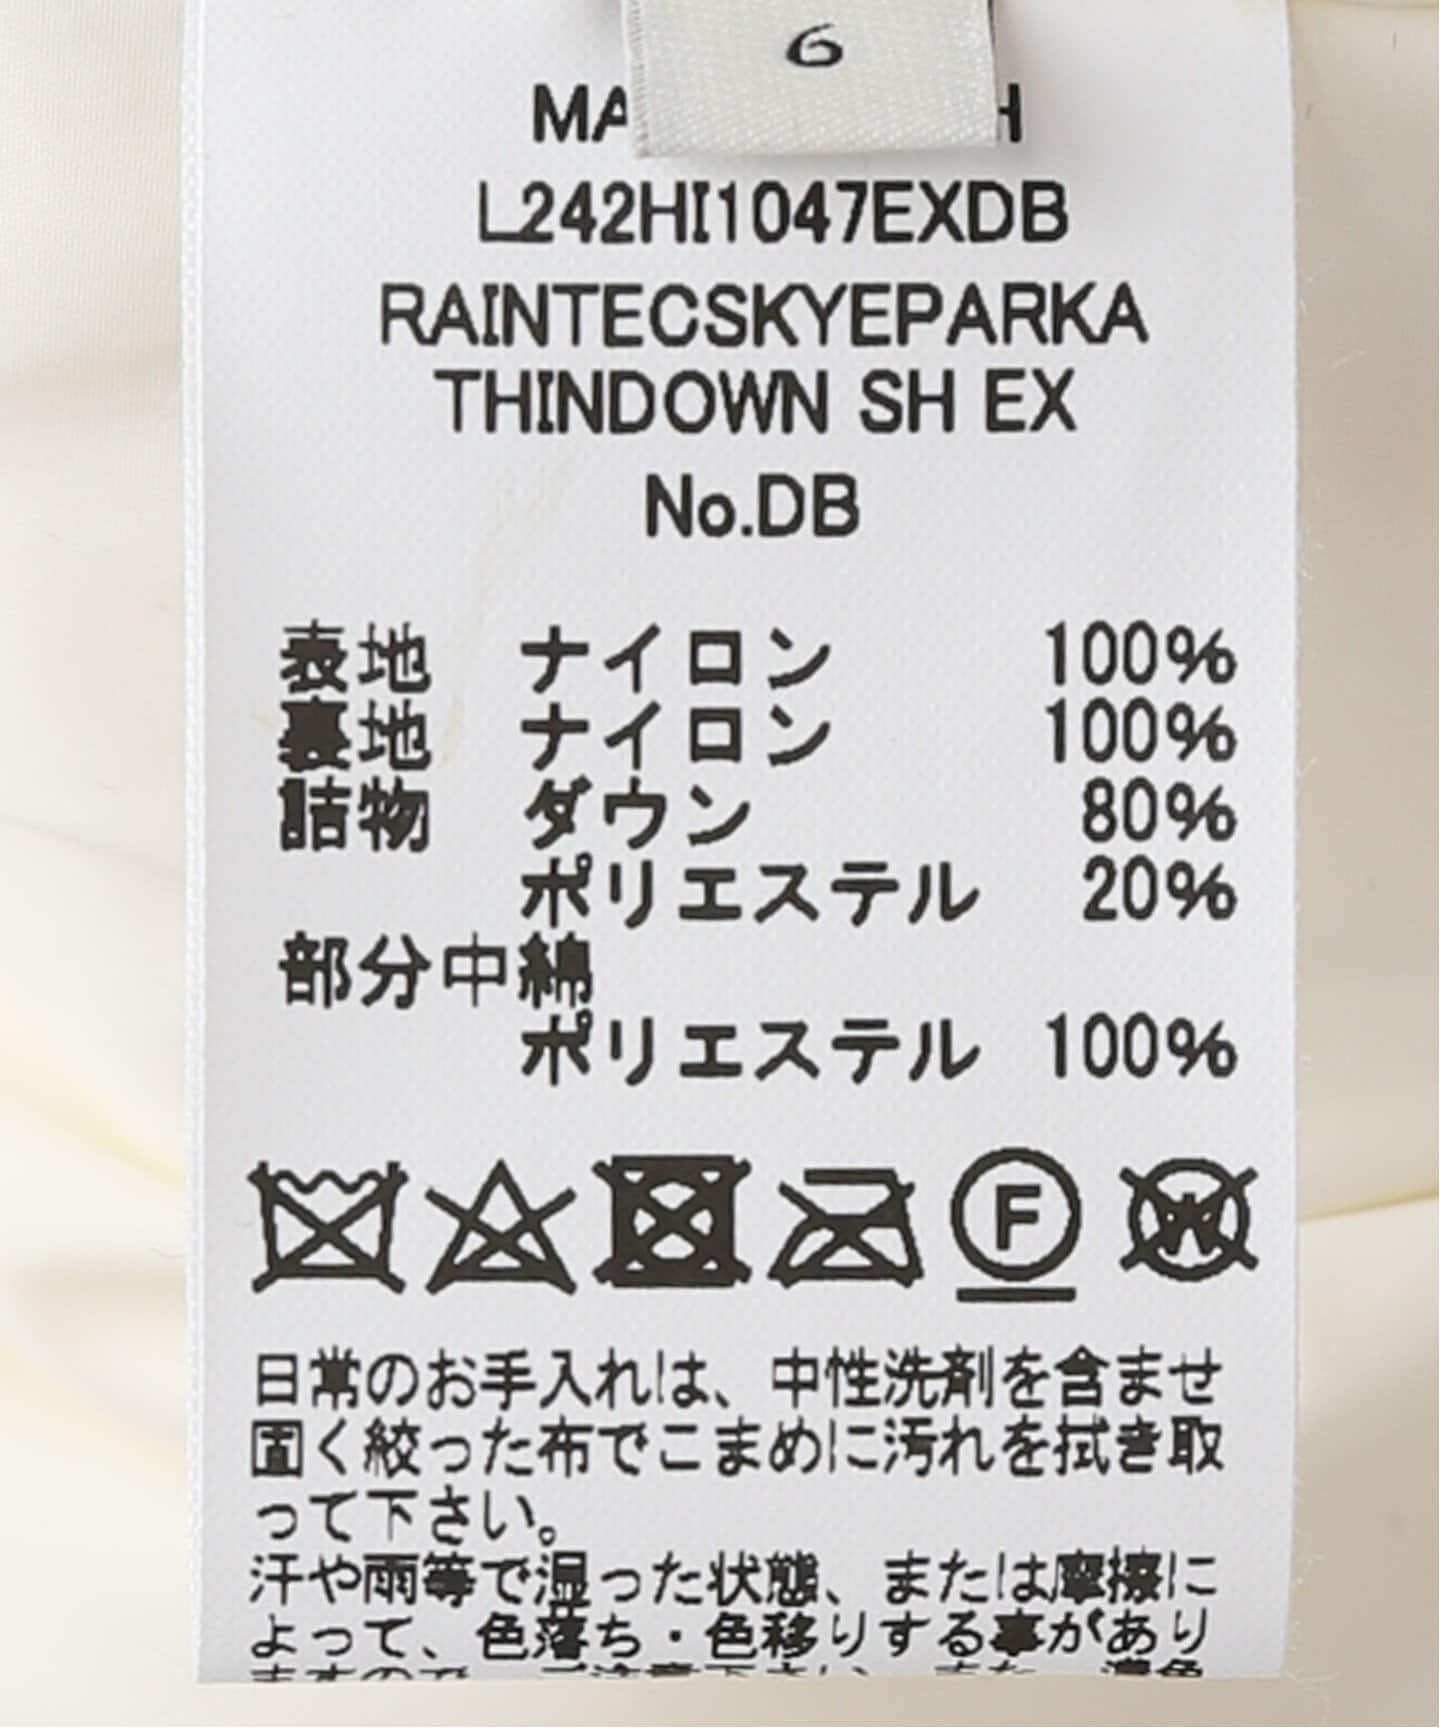 6
L242HI1047EXDB
RAINTECSKYEPARKA
THINDOWN SH EX
No.DB
表地 ナイロン 100%
裏地 ナイロン 100%
詰物 ダウン 80%
ポリエステル 20%
部分中綿
ポリエステル 100%
F
W
日常のお手入れは、中性洗剤を含ませ
固く絞った布でこまめに汚れを拭き取
って下さい。
汗や雨等で湿った状態、または摩擦に
よって、色落ち・色移りする事があり